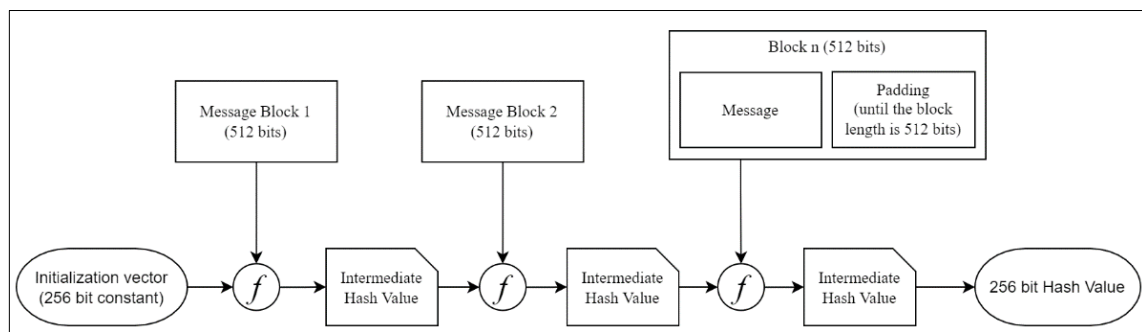 Block n (512 bits)
Message Block 1
(512 bits)
Message Block 2
(512 bits)
Message
Padding
(until the block
length is 512 bits)
Initialization vector
(256 bit constant)
f
Intermediate
Hash Value
f
Intermediate
Hash Value
f
Intermediate
Hash Value
256 bit Hash Value